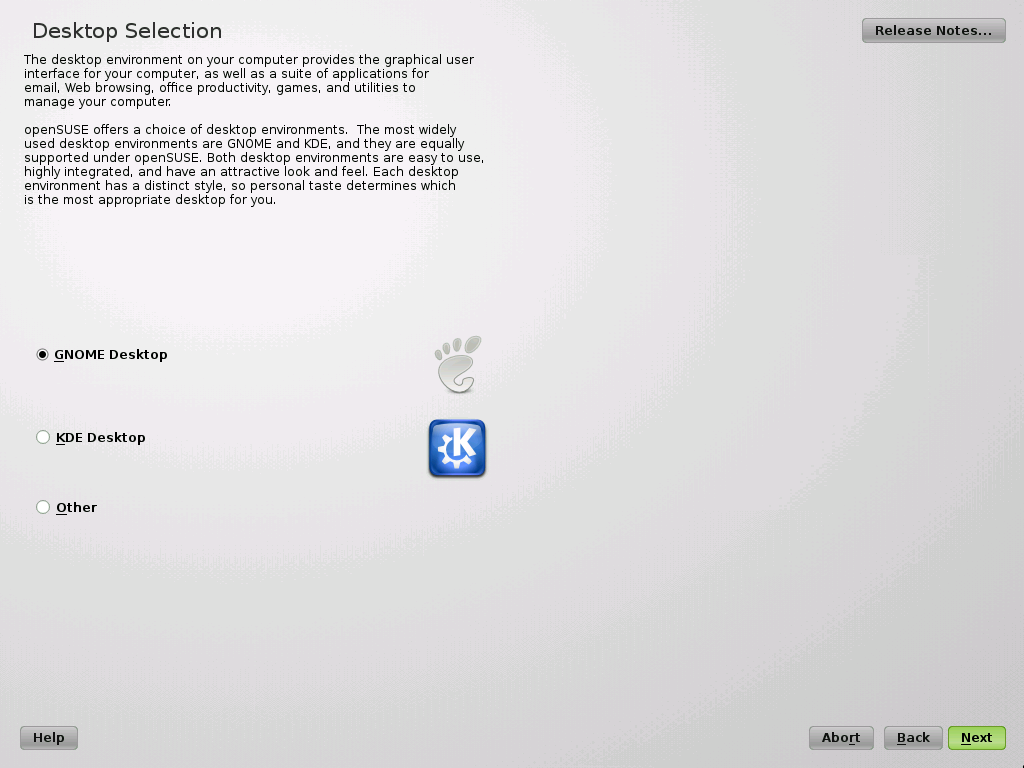 Desktop Selection
Release Notes...
The desktop environment on your computer provides the graphical user
interface for your computer, as well as a suite of applications for
email, Web browsing, office productivity, games, and utilities to
manage your computer.
openSUSE offers a choice of desktop environments.  The most widely
used desktop environments are GNOME and KDE, and they are equally
supported under openSUSE. Both desktop environments are easy to use,
highly integrated, and have an attractive look and feel. Each desktop
environment has a distinct style, so personal taste determines which
is the most appropriate desktop for you.
GNOME Desktop
KDE Desktop
Other
Help
Abort
Back
Next